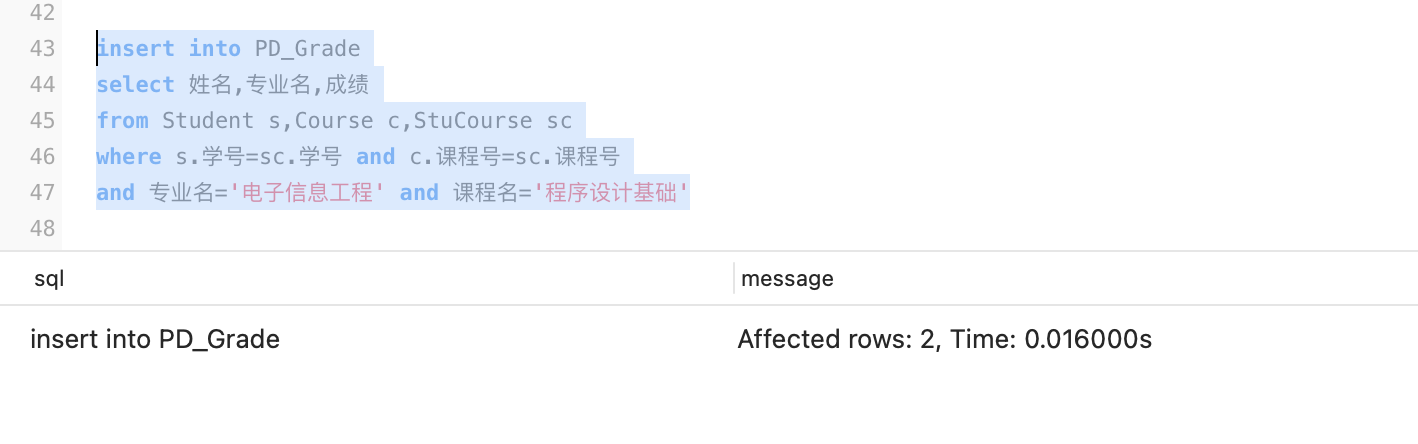 42
43 insert into PD_Grade
44 select 姓名,专业名,成绩
45 from Student s,Course c,StuCourse sc
46 where s.学号=sc.学号 and c.课程号=sc.课程号
47 and 专业名='电子信息工程' and 课程名='程序设计基础'
48
sql message
insert into PD_Grade Affected rows: 2, Time: 0.016000s